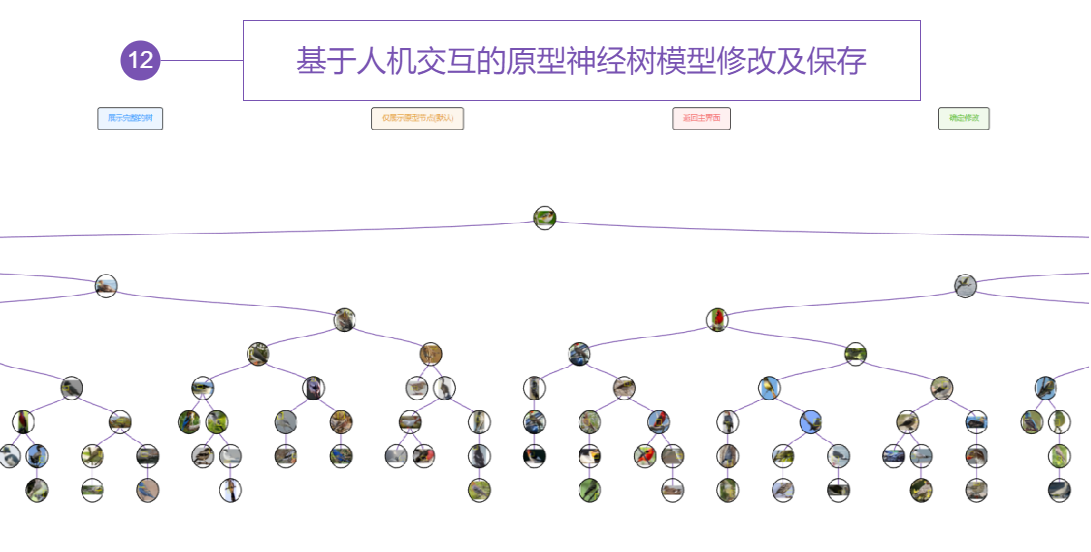 12
基于人机交互的原型神经树模型修改及保存
展示完整的树
仅展示原型节点(默认)
返回主界面
确定修改